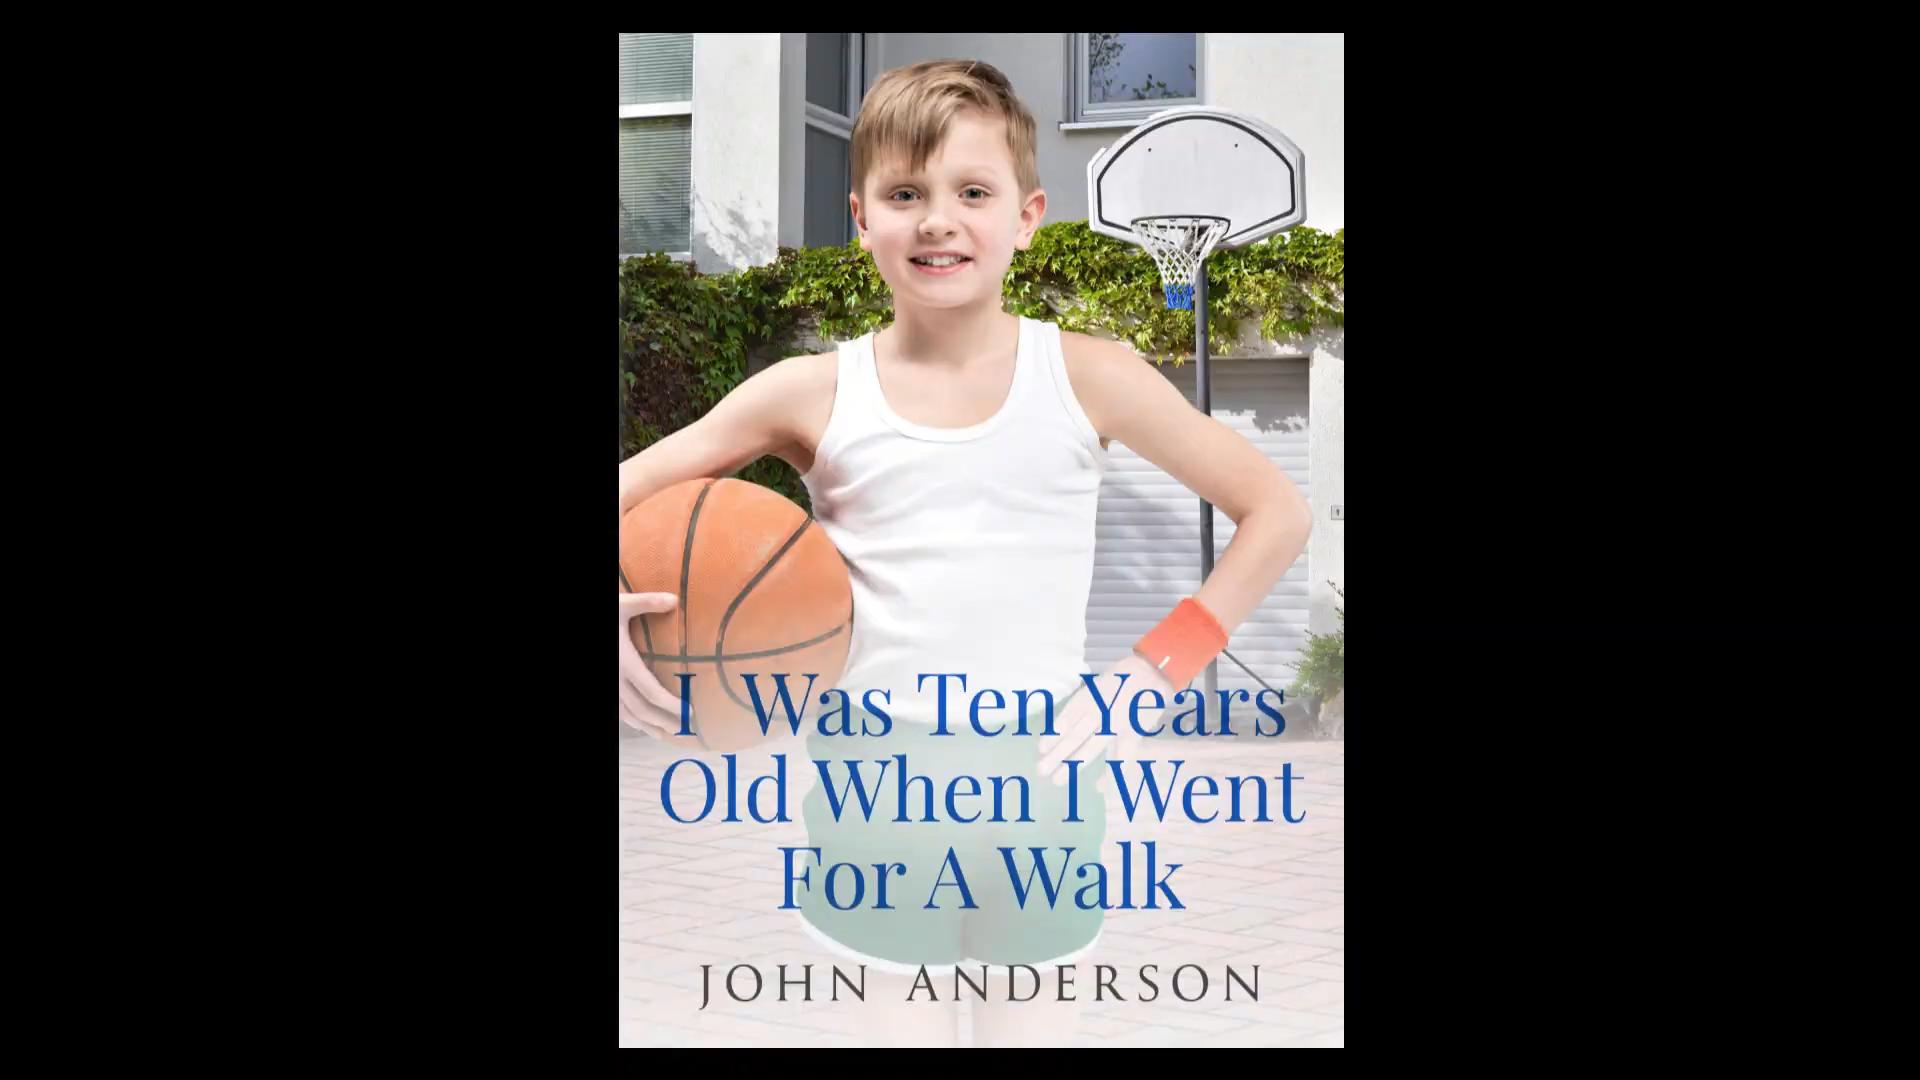 I Was Ten Years
Old When I Went
For A Walk
JOHN ANDERSON